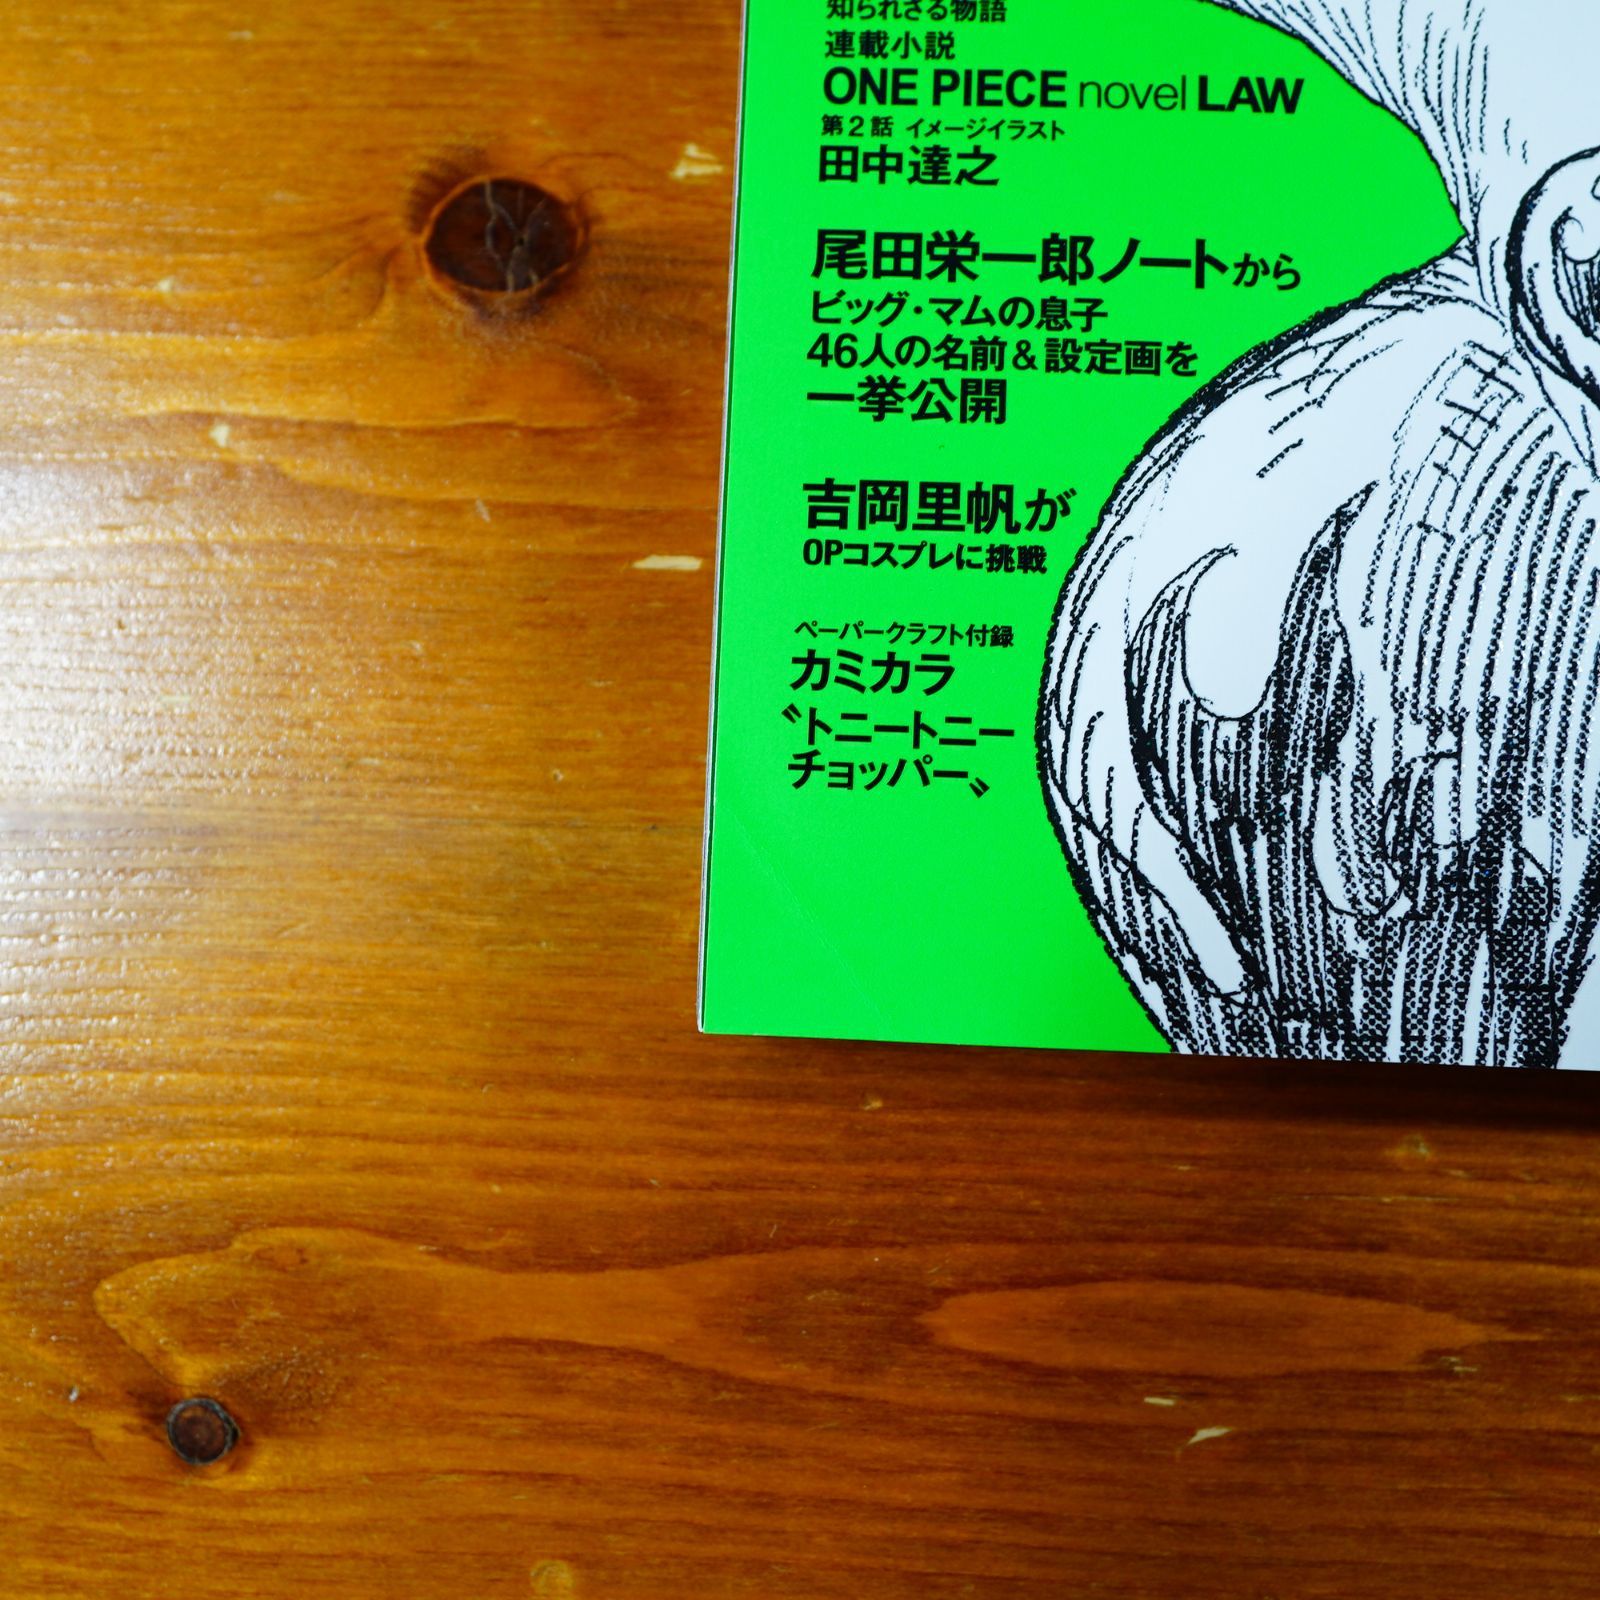 知られざる物語
連載小説
ONE PIECE novel LAW
第2話 イメージイラスト
田中達之
尾田栄一郎ノートから
ビッグ・マムの息子
46人の名前&設定画を
一挙公開
吉岡里帆が
OPコスプレに挑戦
ペーパークラフト付録
カミカラ
〝トニートニー
チョッパー〟